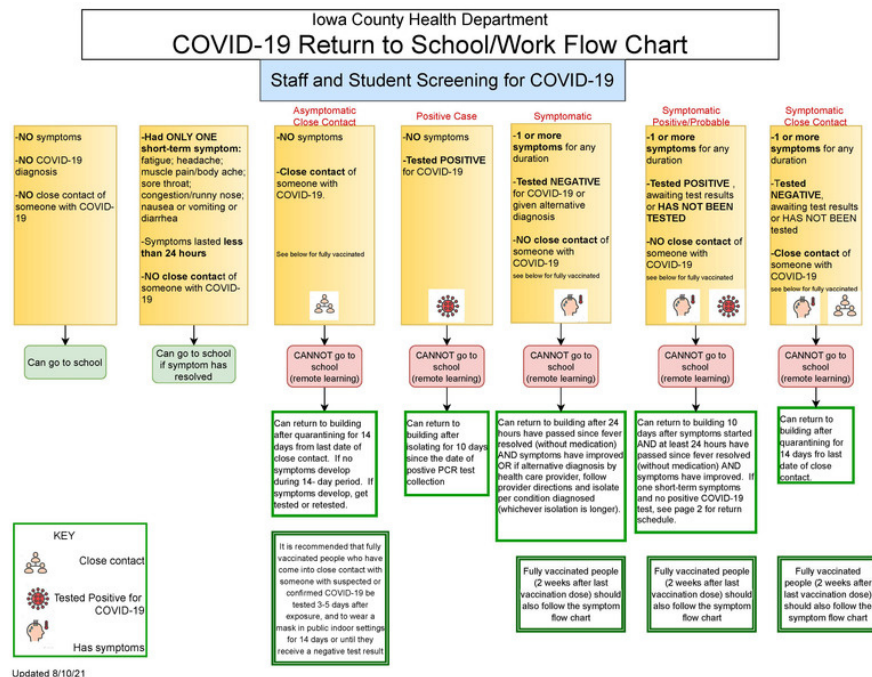 Iowa County Health Department
COVID-19 Return to School/Work Flow Chart
Staff and Student Screening for COVID-19
-NO symptoms
-NO COVID-19
diagnosis
-NO close contact of
someone with COVID-
19
Can go to school
-Had ONLY ONE
short-term symptom:
fatigue; headache;
muscle pain/body ache;
sore throat;
congestion/runny nose;
nausea or vomiting or
diarrhea
-Symptoms lasted less
than 24 hours
-NO close contact of
someone with COVID-
19
Can go to school
if symptom has
resolved
Asymptomatic
Close Contact
-NO symptoms
-Close contact of
someone with
COVID-19.
See below for fully vaccinated
CANNOT go to
school
(remote learning)
Can return to building
after quarantining for 14
days from last date of
close contact. If no
symptoms develop
during 14- day period. If
symptoms develop, get
tested or retested.
It is recommended that fully
vaccinated people who have
come into close contact with
someone with suspected or
confirmed COVID-19 be
tested 3-5 days after
exposure, and to wear a
mask in public indoor settings
for 14 days or until they
receive a negative test result
Positive Case
-NO symptoms
-Tested POSITIVE
for COVID-19
CANNOT go to
school
(remote learning)
Can return to
building after
isolating for 10 days
since the date of
postive PCR test
collection
Symptomatic
-1 or more
symptoms for any
duration
-Tested NEGATIVE
for COVID-19 or
given alternative
diagnosis
-NO close contact of
someone with
COVID-19
see below for fully vaccinated
CANNOT go to
school
(remote learning)
Can return to building after 24
hours have passed since fever
resolved (without medication)
AND symptoms have improved
OR if alternative diagnosis by
health care provider, follow
provider directions and isolate
per condition diagnosed
(whichever isolation is longer).
Fully vaccinated people
(2 weeks after last
vaccination dose) should
also follow the symptom
flow chart
Symptomatic
Positive/Probable
-1 or more
symptoms for any
duration
-Tested POSITIVE ,
awaiting test results
or HAS NOT BEEN
TESTED
-NO close contact of
someone with
COVID-19
see below for fully vaccinated
CANNOT go to
school
(remote learning)
Can return to building 10
days after symptoms started
AND at least 24 hours have
passed since fever resolved
(without medication) AND
symptoms have improved. If
one short-term symptoms
and no positive COVID-19
test, see page 2 for return
schedule.
Fully vaccinated people
(2 weeks after last
vaccination dose) should
also follow the symptom
flow chart
Symptomatic
Close Contact
-1 or more
symptoms for any
duration
-Tested
NEGATIVE,
awaiting test results
or HAS NOT BEEN
tested
-Close contact of
someone with
COVID-19
see below for fully vaccinated
CANNOT go to
school
(remote learning)
Can return to
building after
quarantining for
14 days fro last
date of close
contact.
Fully vaccinated
people (2 weeks after
last vaccination dose)
should also follow the
symptom flow chart
KEY
Close contact
Tested Positive for
COVID-19
Has symptoms
Updated 8/10/21